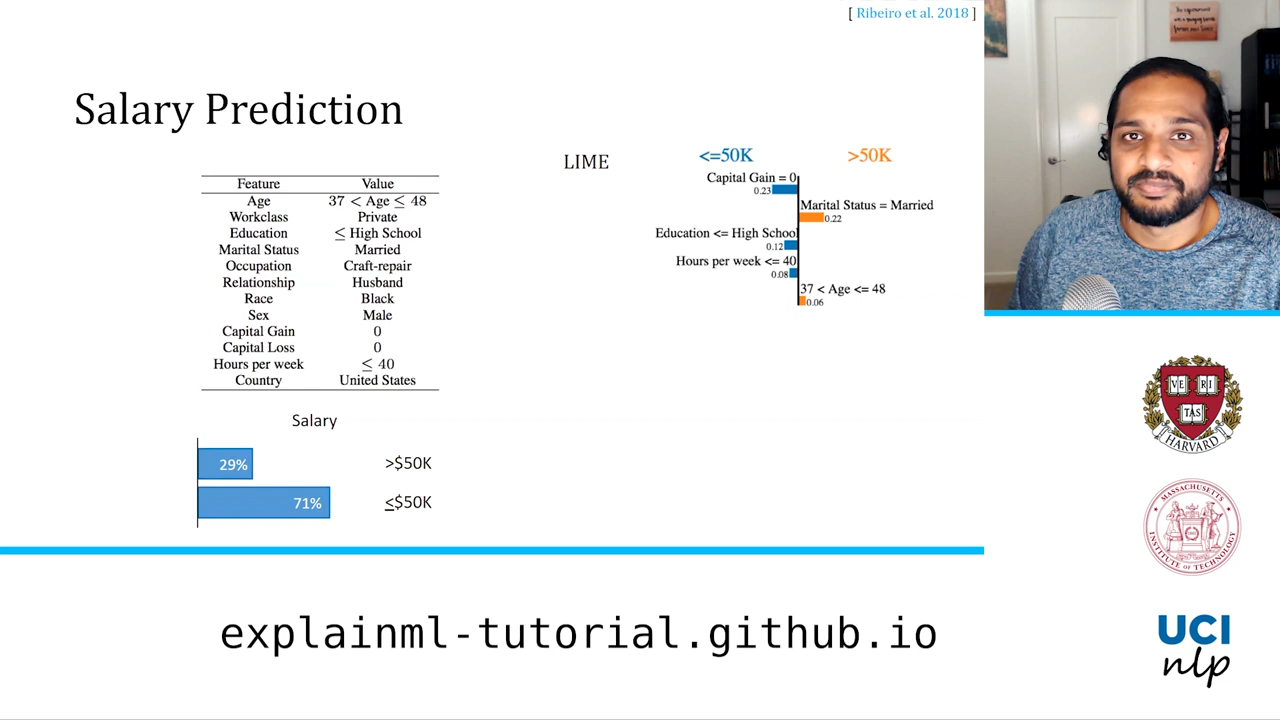 [ Ribeiro et al. 2018 ]
Salary Prediction
Feature Value
Age 37 < Age ≤ 48
Workclass Private
Education ≤ High School
Marital Status Married
Occupation Craft-repair
Relationship Husband
Race Black
Sex Male
Capital Gain 0
Capital Loss 0
Hours per week ≤ 40
Country United States
Salary
29% >$50K
71% ≤$50K
LIME
<=50K >50K
Capital Gain = 0
0.23
Marital Status = Married
0.22
Education <= High School
0.12
Hours per week <= 40
0.08
37 < Age <= 48
0.06
VE RI
TAS
HARVARD
MASSACHUSETTS
INSTITUTE OF TECHNOLOGY
UCI
nlp
explainml-tutorial.github.io